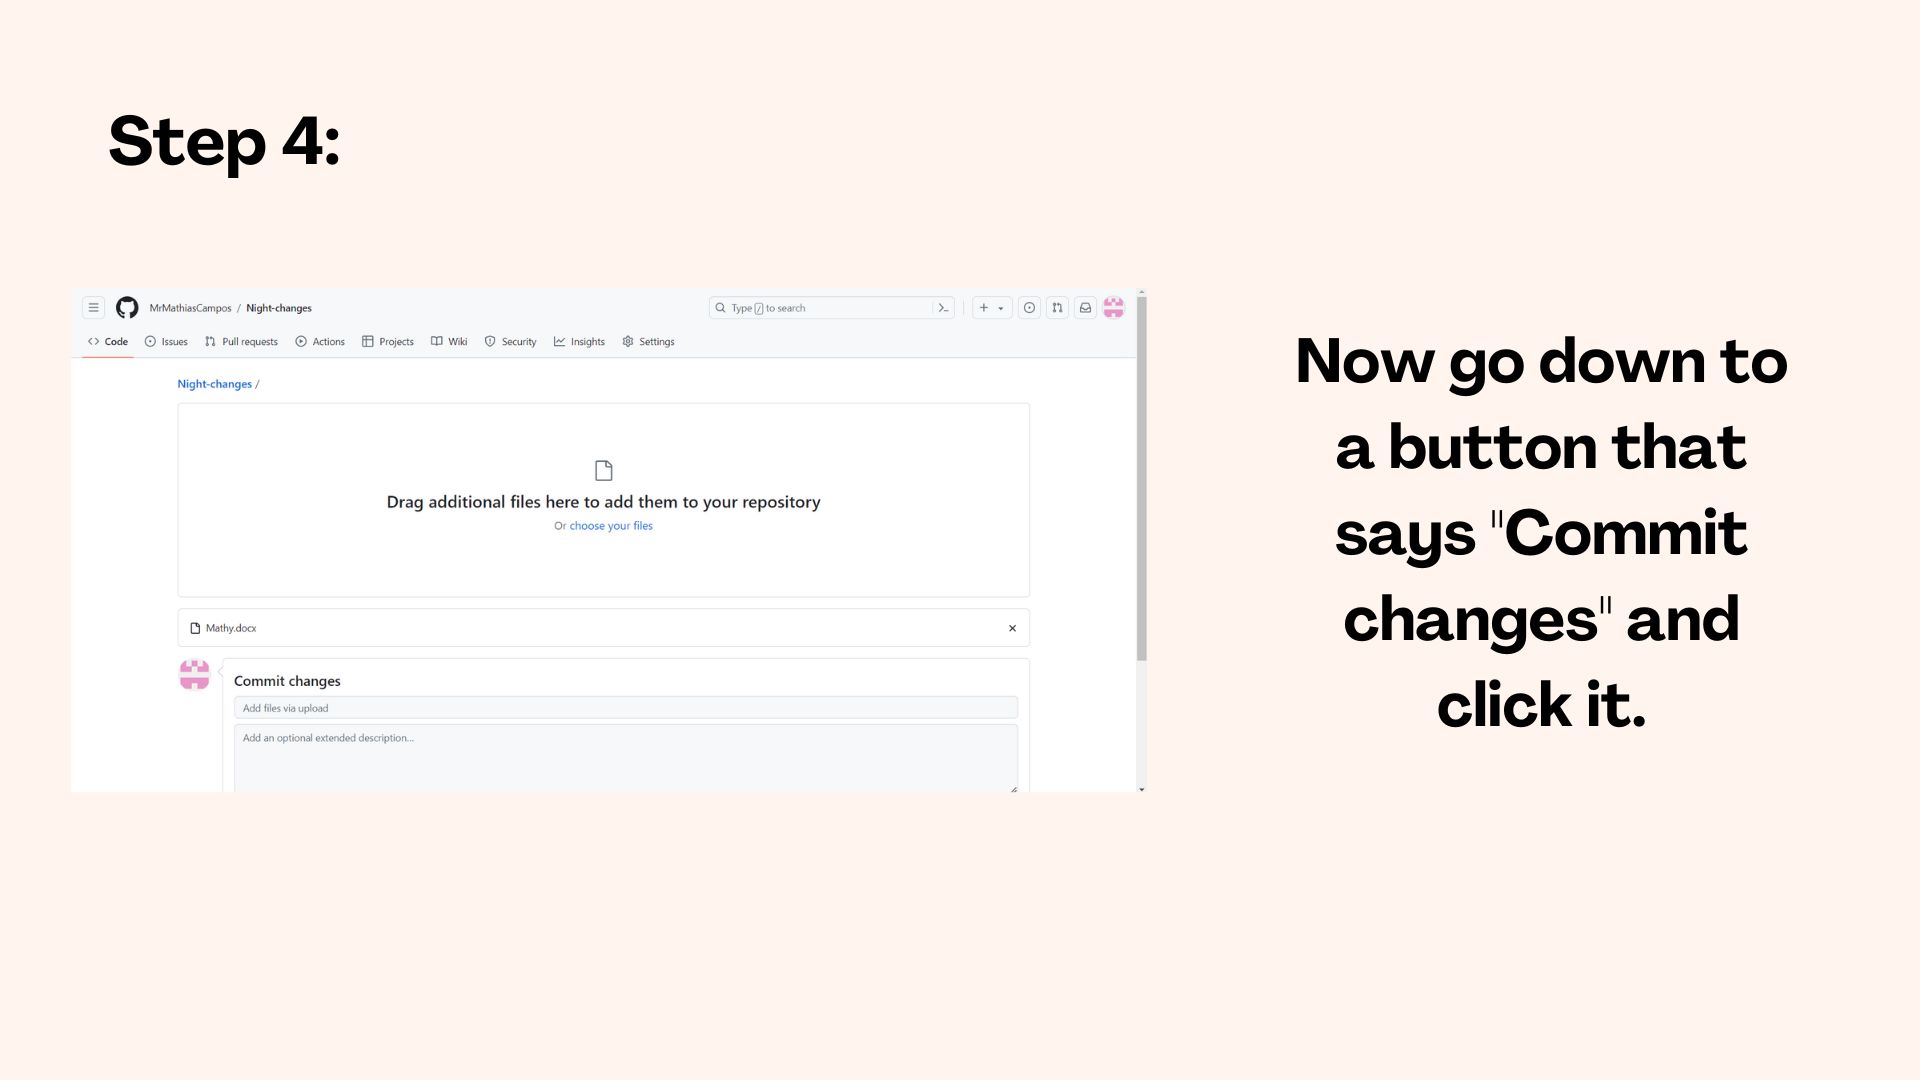 Step 4:
MrMathiasCampos / Night-changes
Type / to search
Code Issues Pull requests Actions Projects Wiki Security Insights Settings
Night-changes /
Drag additional files here to add them to your repository
Or choose your files
Mathy.docx
Commit changes
Add files via upload
Add an optional extended description...
Now go down to
a button that
says "Commit
changes" and
click it.